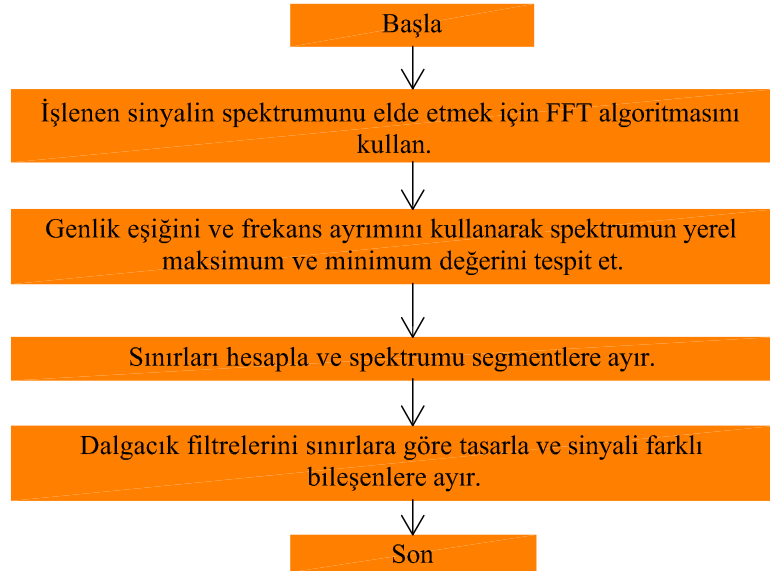 Başla
İşlenen sinyalin spektrumunu elde etmek için FFT algoritmasını
kullan.
Genlik eşiğini ve frekans ayrımını kullanarak spektrumun yerel
maksimum ve minimum değerini tespit et.
Sınırları hesapla ve spektrumu segmentlere ayır.
Dalgacık filtrelerini sınırlara göre tasarla ve sinyali farklı
bileşenlere ayır.
Son